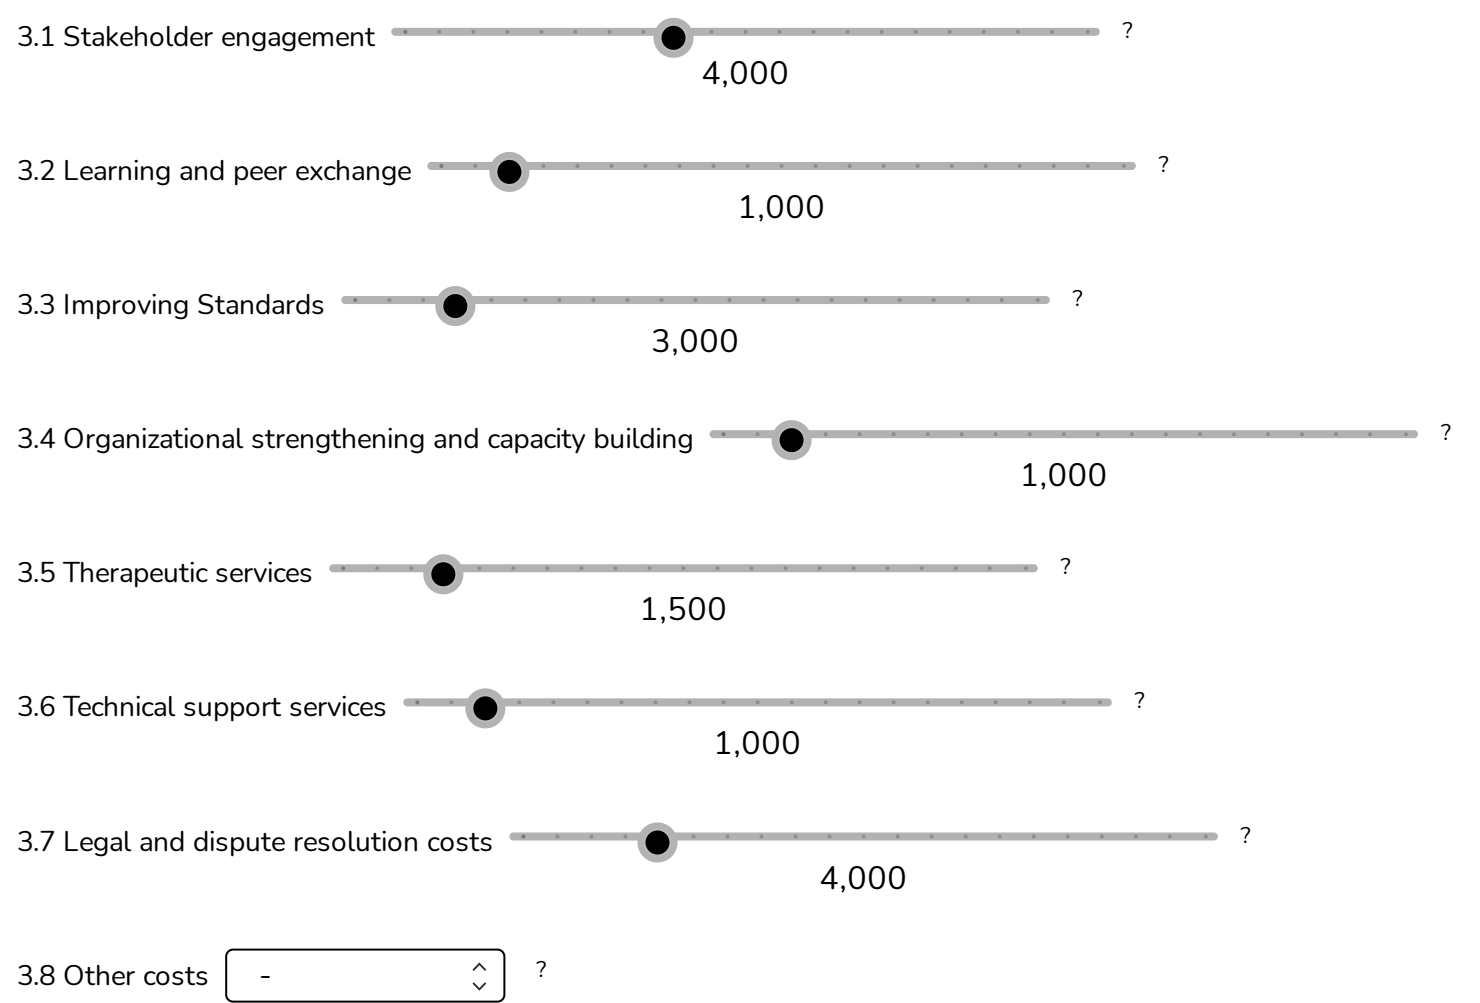 3.1 Stakeholder engagement ?
4,000
3.2 Learning and peer exchange ?
1,000
3.3 Improving Standards ?
3,000
3.4 Organizational strengthening and capacity building ?
1,000
3.5 Therapeutic services ?
1,500
3.6 Technical support services ?
1,000
3.7 Legal and dispute resolution costs ?
4,000
3.8 Other costs - ?